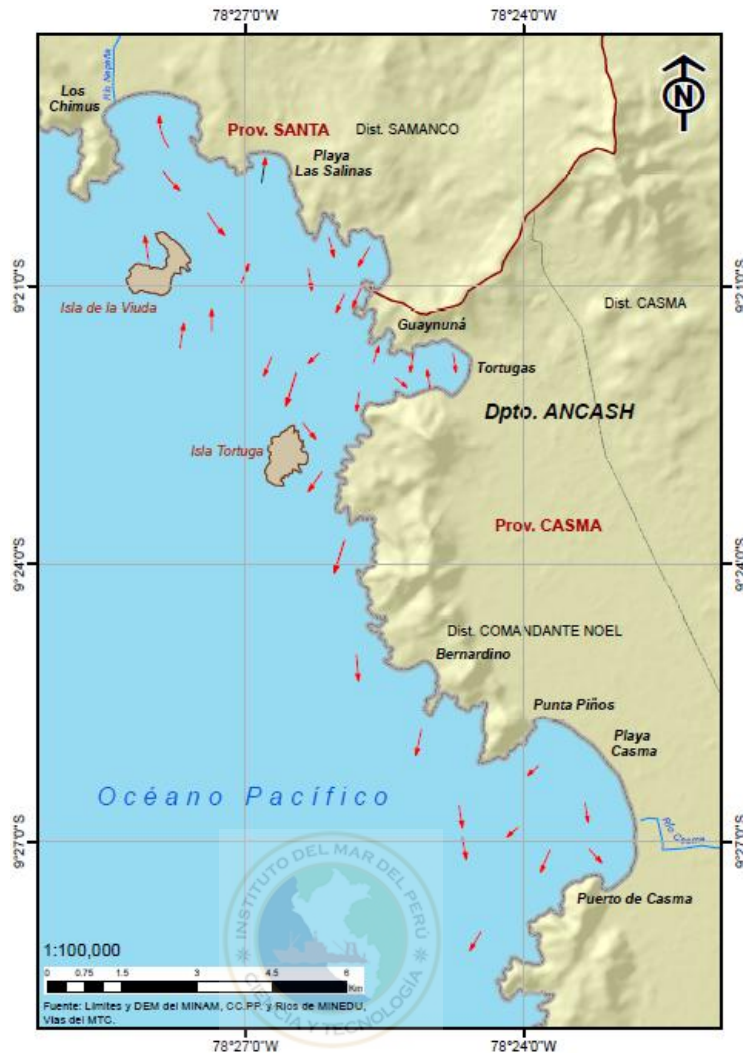 78°27'0"W
78°24'0"W
Los
Chimus
Río Nepeña
N
Prov. SANTA
Dist. SAMANCO
Playa
Las Salinas
9°21'0"S
9°21'0"S
Isla de la Viuda
Dist. CASMA
Guaynuná
Tortugas
Dpto. ANCASH
Isla Tortuga
Prov. CASMA
9°24'0"S
9°24'0"S
Dist. COMANDANTE NOEL
Bernardino
Punta Piños
Playa
Casma
Océano Pacífico
Río Casma
9°27'0"S
9°27'0"S
INSTITUTO DEL MAR DEL PERÚ
CIENCIA Y TECNOLOGÍA
Puerto de Casma
1:100,000
0 0.75 1.5 3 4.5 6
Km
Fuente: Límites y DEM del MINAM, CC.PP. y Ríos de MINEDU,
Vías del MTC.
78°27'0"W
78°24'0"W